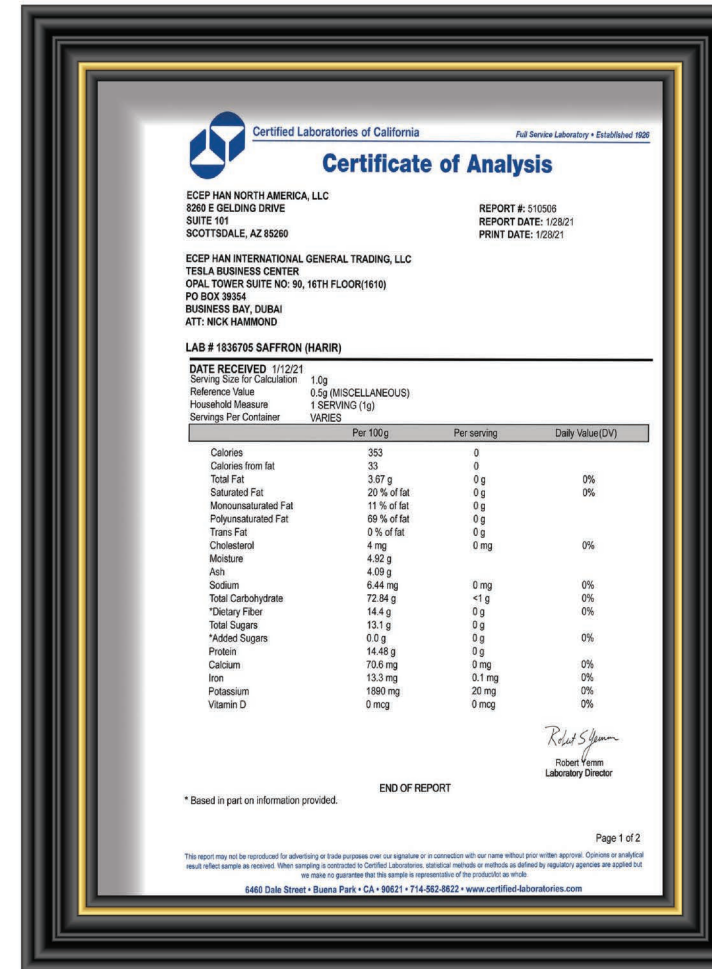 Certified Laboratories of California
Full Service Laboratory • Established 1926
Certificate of Analysis
ECEP HAN NORTH AMERICA, LLC
8260 E GELDING DRIVE
SUITE 101
SCOTTSDALE, AZ 85260
REPORT #: 510506
REPORT DATE: 1/28/21
PRINT DATE: 1/28/21
ECEP HAN INTERNATIONAL GENERAL TRADING, LLC
TESLA BUSINESS CENTER
OPAL TOWER SUITE NO: 90, 16TH FLOOR(1610)
PO BOX 39354
BUSINESS BAY, DUBAI
ATT: NICK HAMMOND
LAB # 1836705 SAFFRON (HARIR)
DATE RECEIVED 1/12/21
Serving Size for Calculation 1.0g
Reference Value 0.5g (MISCELLANEOUS)
Household Measure 1 SERVING (1g)
Servings Per Container VARIES
Per 100g Per serving Daily Value(DV)
Calories 353 0
Calories from fat 33 0
Total Fat 3.67 g 0 g 0%
Saturated Fat 20 % of fat 0 g 0%
Monounsaturated Fat 11 % of fat 0 g
Polyunsaturated Fat 69 % of fat 0 g
Trans Fat 0 % of fat 0 g
Cholesterol 4 mg 0 mg 0%
Moisture 4.92 g
Ash 4.09 g
Sodium 6.44 mg 0 mg 0%
Total Carbohydrate 72.84 g <1 g 0%
*Dietary Fiber 14.4 g 0 g 0%
Total Sugars 13.1 g 0 g
*Added Sugars 0.0 g 0 g 0%
Protein 14.48 g 0 g
Calcium 70.6 mg 0 mg 0%
Iron 13.3 mg 0.1 mg 0%
Potassium 1890 mg 20 mg 0%
Vitamin D 0 mcg 0 mcg 0%
Robert S Yemm
Robert Yemm
Laboratory Director
END OF REPORT
* Based in part on information provided.
Page 1 of 2
This report may not be reproduced for advertising or trade purposes over our signature or in connection with our name without prior written approval. Opinions or analytical
result reflect sample as received. When sampling is contracted to Certified Laboratories, statistical methods or methods as defined by regulatory agencies are applied but
we make no guarantee that this sample is representative of the product/lot as whole.
6460 Dale Street • Buena Park • CA • 90621 • 714-562-8622 • www.certified-laboratories.com